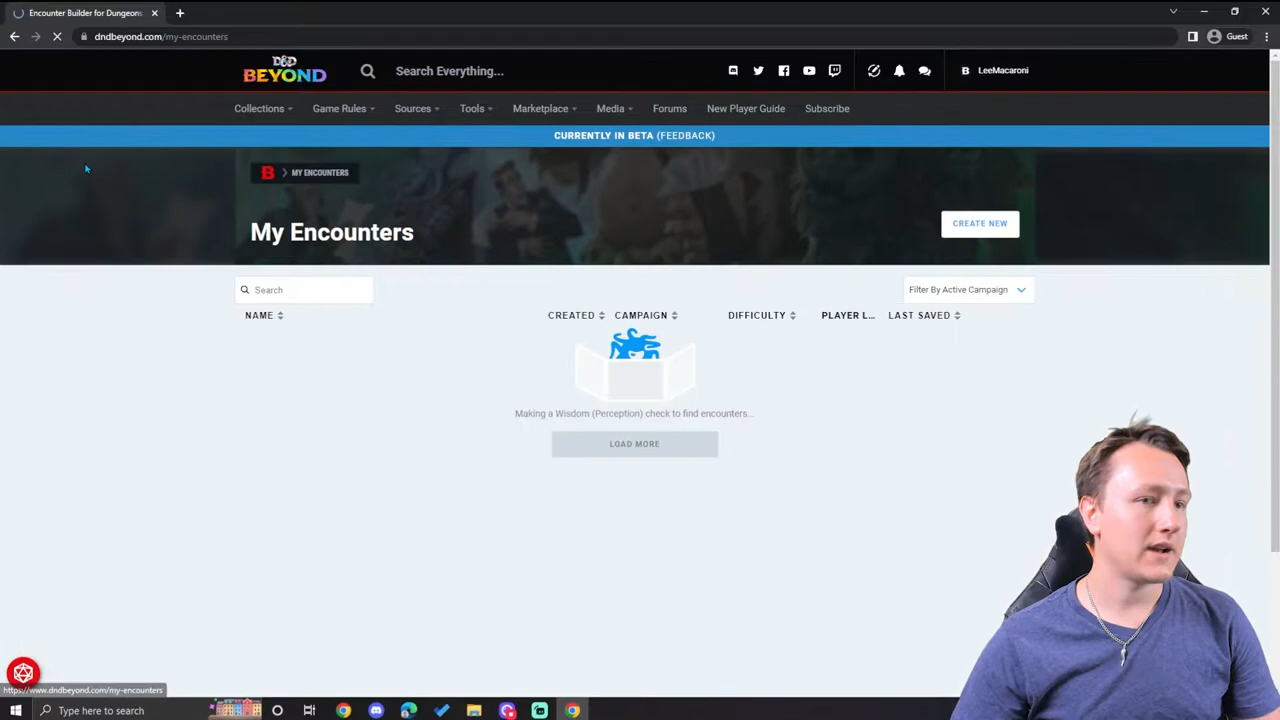 Encounter Builder for Dungeons
dndbeyond.com/my-encounters
Guest
D&D BEYOND
Search Everything...
LeeMacaroni
Collections
Game Rules
Sources
Tools
Marketplace
Media
Forums
New Player Guide
Subscribe
CURRENTLY IN BETA (FEEDBACK)
MY ENCOUNTERS
My Encounters
CREATE NEW
Search
Filter By Active Campaign
NAME
CREATED
CAMPAIGN
DIFFICULTY
PLAYER L...
LAST SAVED
Making a Wisdom (Perception) check to find encounters...
LOAD MORE
https://www.dndbeyond.com/my-encounters
Type here to search